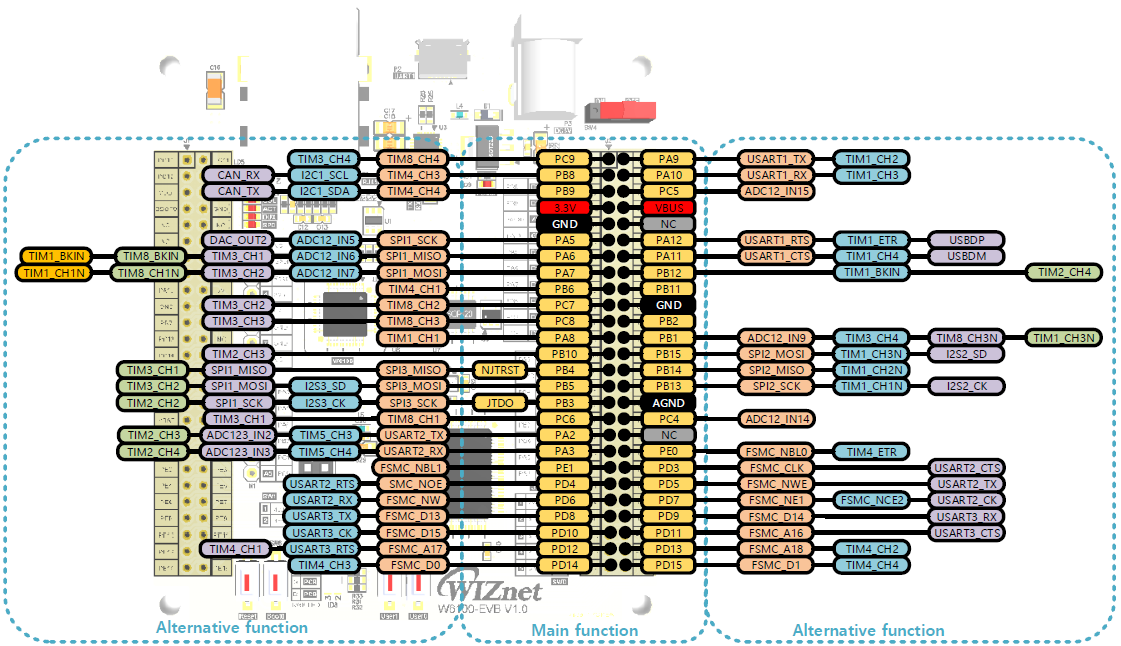 TIM3_CH4 TIM8_CH4 PC9 PA9 USART1_TX TIM1_CH2
CAN_RX I2C1_SCL TIM4_CH3 PB8 PA10 USART1_RX TIM1_CH3
CAN_TX I2C1_SDA TIM4_CH4 PB9 PC5 ADC12_IN15
3.3V VBUS
GND NC
DAC_OUT2 ADC12_IN5 SPI1_SCK PA5 PA12 USART1_RTS TIM1_ETR USBDP
TIM1_BKIN TIM8_BKIN TIM3_CH1 ADC12_IN6 SPI1_MISO PA6 PA11 USART1_CTS TIM1_CH4 USBDM
TIM1_CH1N TIM8_CH1N TIM3_CH2 ADC12_IN7 SPI1_MOSI PA7 PB12 TIM1_BKIN TIM2_CH4
TIM4_CH1 PB6 PB11
TIM3_CH2 TIM8_CH2 PC7 GND
TIM3_CH3 TIM8_CH3 PC8 PB2
TIM1_CH1 PA8 PB1 ADC12_IN9 TIM3_CH4 TIM8_CH3N TIM1_CH3N
TIM2_CH3 PB10 PB15 SPI2_MOSI TIM1_CH3N I2S2_SD
TIM3_CH1 SPI1_MISO SPI3_MISO NJTRST PB4 PB14 SPI2_MISO TIM1_CH2N
TIM3_CH2 SPI1_MOSI I2S3_SD SPI3_MOSI PB5 PB13 SPI2_SCK TIM1_CH1N I2S2_CK
TIM2_CH2 SPI1_SCK I2S3_CK SPI3_SCK JTDO PB3 AGND
TIM3_CH1 TIM8_CH1 PC6 PC4 ADC12_IN14
TIM2_CH3 ADC123_IN2 TIM5_CH3 USART2_TX PA2 NC
TIM2_CH4 ADC123_IN3 TIM5_CH4 USART2_RX PA3 PE0 FSMC_NBL0 TIM4_ETR
FSMC_NBL1 PE1 PD3 FSMC_CLK USART2_CTS
USART2_RTS SMC_NOE PD4 PD5 FSMC_NWE USART2_TX
USART2_RX FSMC_NW PD6 PD7 FSMC_NE1 FSMC_NCE2 USART2_CK
USART3_TX FSMC_D13 PD8 PD9 FSMC_D14 USART3_RX
USART3_CK FSMC_D15 PD10 PD11 FSMC_A16 USART3_CTS
TIM4_CH1 USART3_RTS FSMC_A17 PD12 PD13 FSMC_A18 TIM4_CH2
TIM4_CH3 FSMC_D0 PD14 PD15 FSMC_D1 TIM4_CH4
WIZnet
W6100-EVB V1.0
Alternative function Main function Alternative function